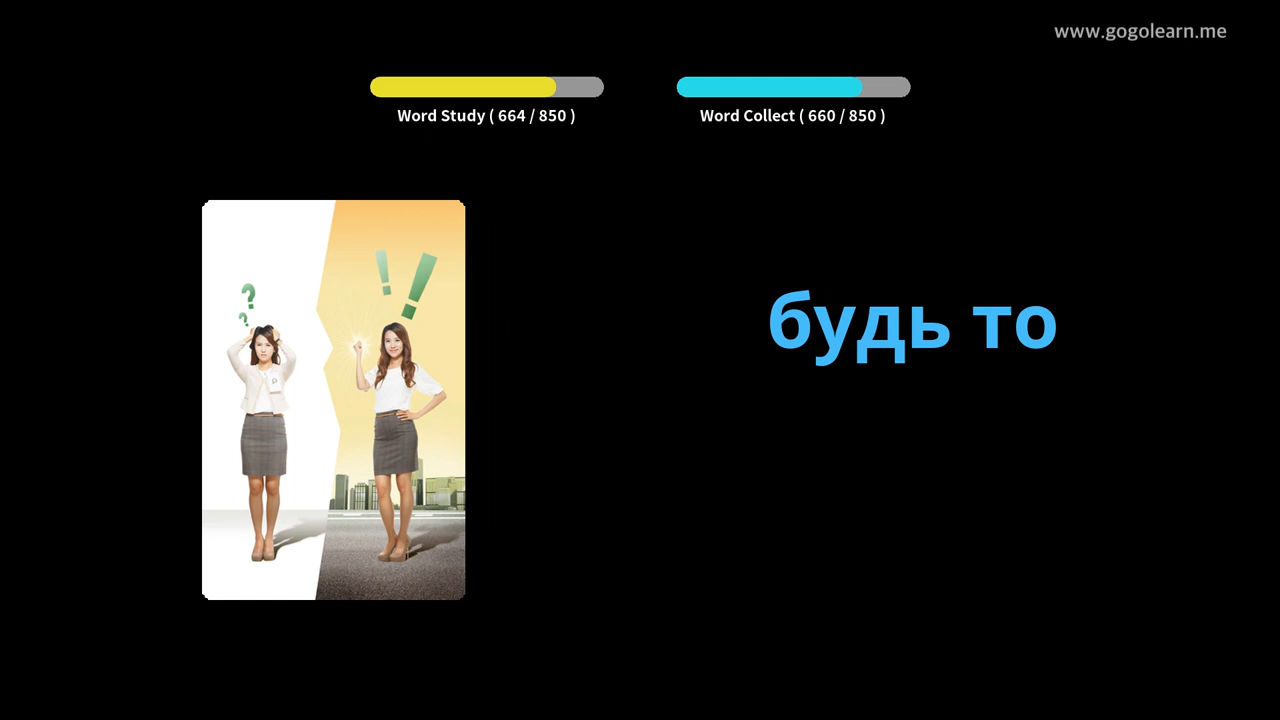 www.gogolearn.me
Word Study ( 664 / 850 )
Word Collect ( 660 / 850 )
? ?
! !
будь то